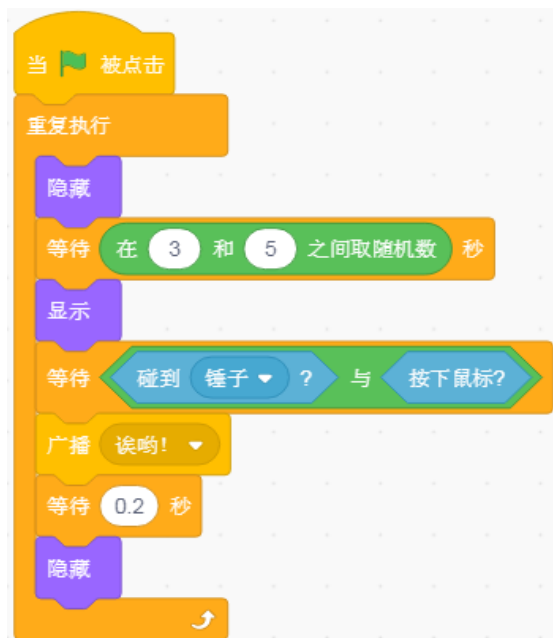 当 被点击
重复执行
隐藏
等待 在 3 和 5 之间取随机数 秒
显示
等待 碰到 锤子 ? 与 按下鼠标?
广播 诶哟!
等待 0.2 秒
隐藏